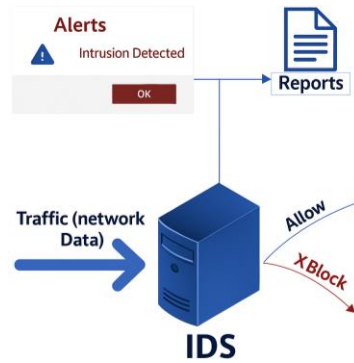 Alerts
Intrusion Detected
OK
Reports
Traffic (network
Data)
Allow
XBlock
IDS